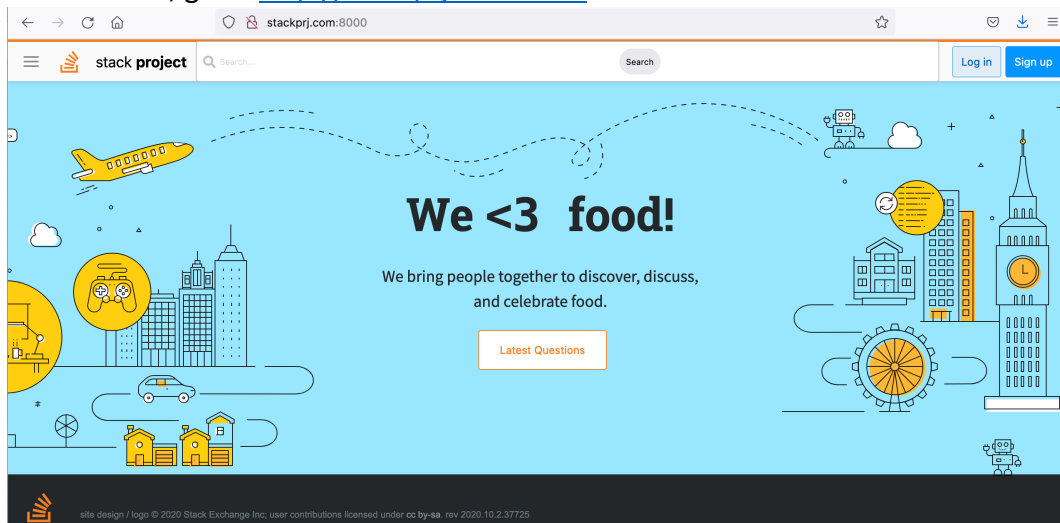 stackprj.com:8000
stack project
Search...
Search
Log in
Sign up
We <3 food!
We bring people together to discover, discuss,
and celebrate food.
Latest Questions
site design / logo © 2020 Stack Exchange Inc; user contributions licensed under cc by-sa. rev 2020.10.2.37725